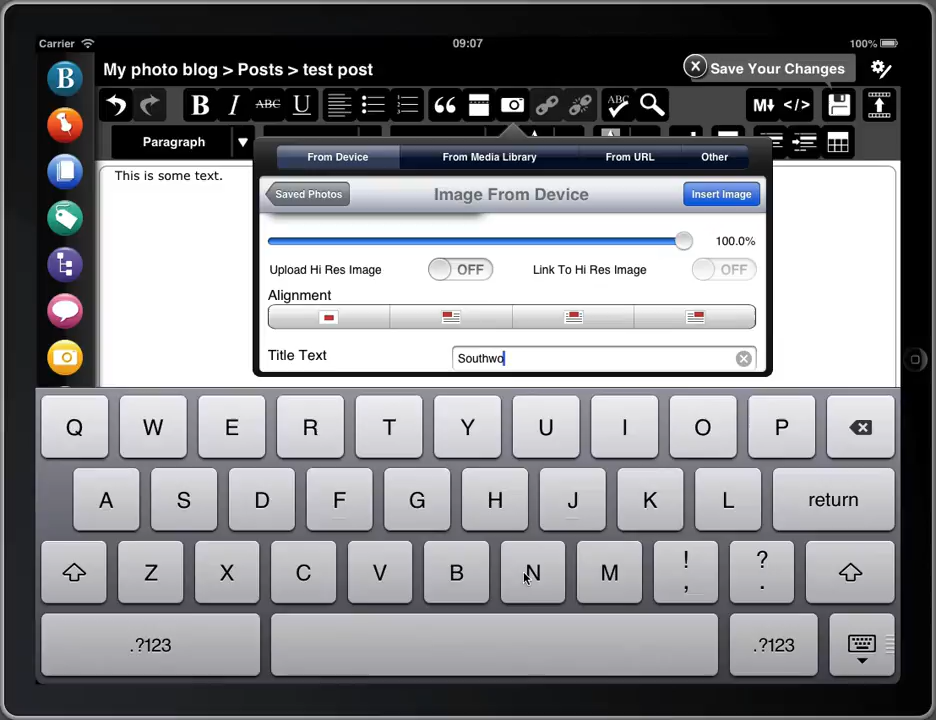 Carrier 09:07 100%
My photo blog > Posts > test post
Save Your Changes
B I ABC U ABC M </>
Paragraph
This is some text.
From Device From Media Library From URL Other
Saved Photos Image From Device Insert Image
100.0%
Upload Hi Res Image OFF Link To Hi Res Image OFF
Alignment
Title Text Southwo
Q W E R T Y U I O P
A S D F G H J K L return
Z X C V B N M ! , ? .
.?123 .?123